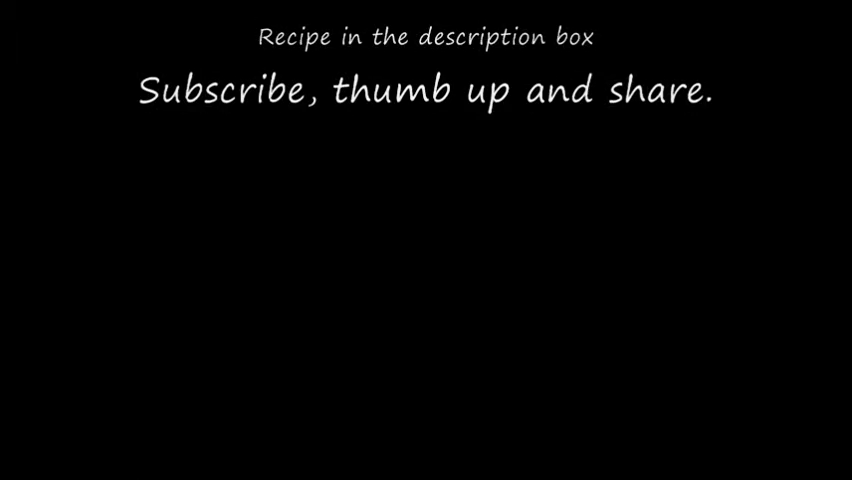 Recipe in the description box
Subscribe, thumb up and share.